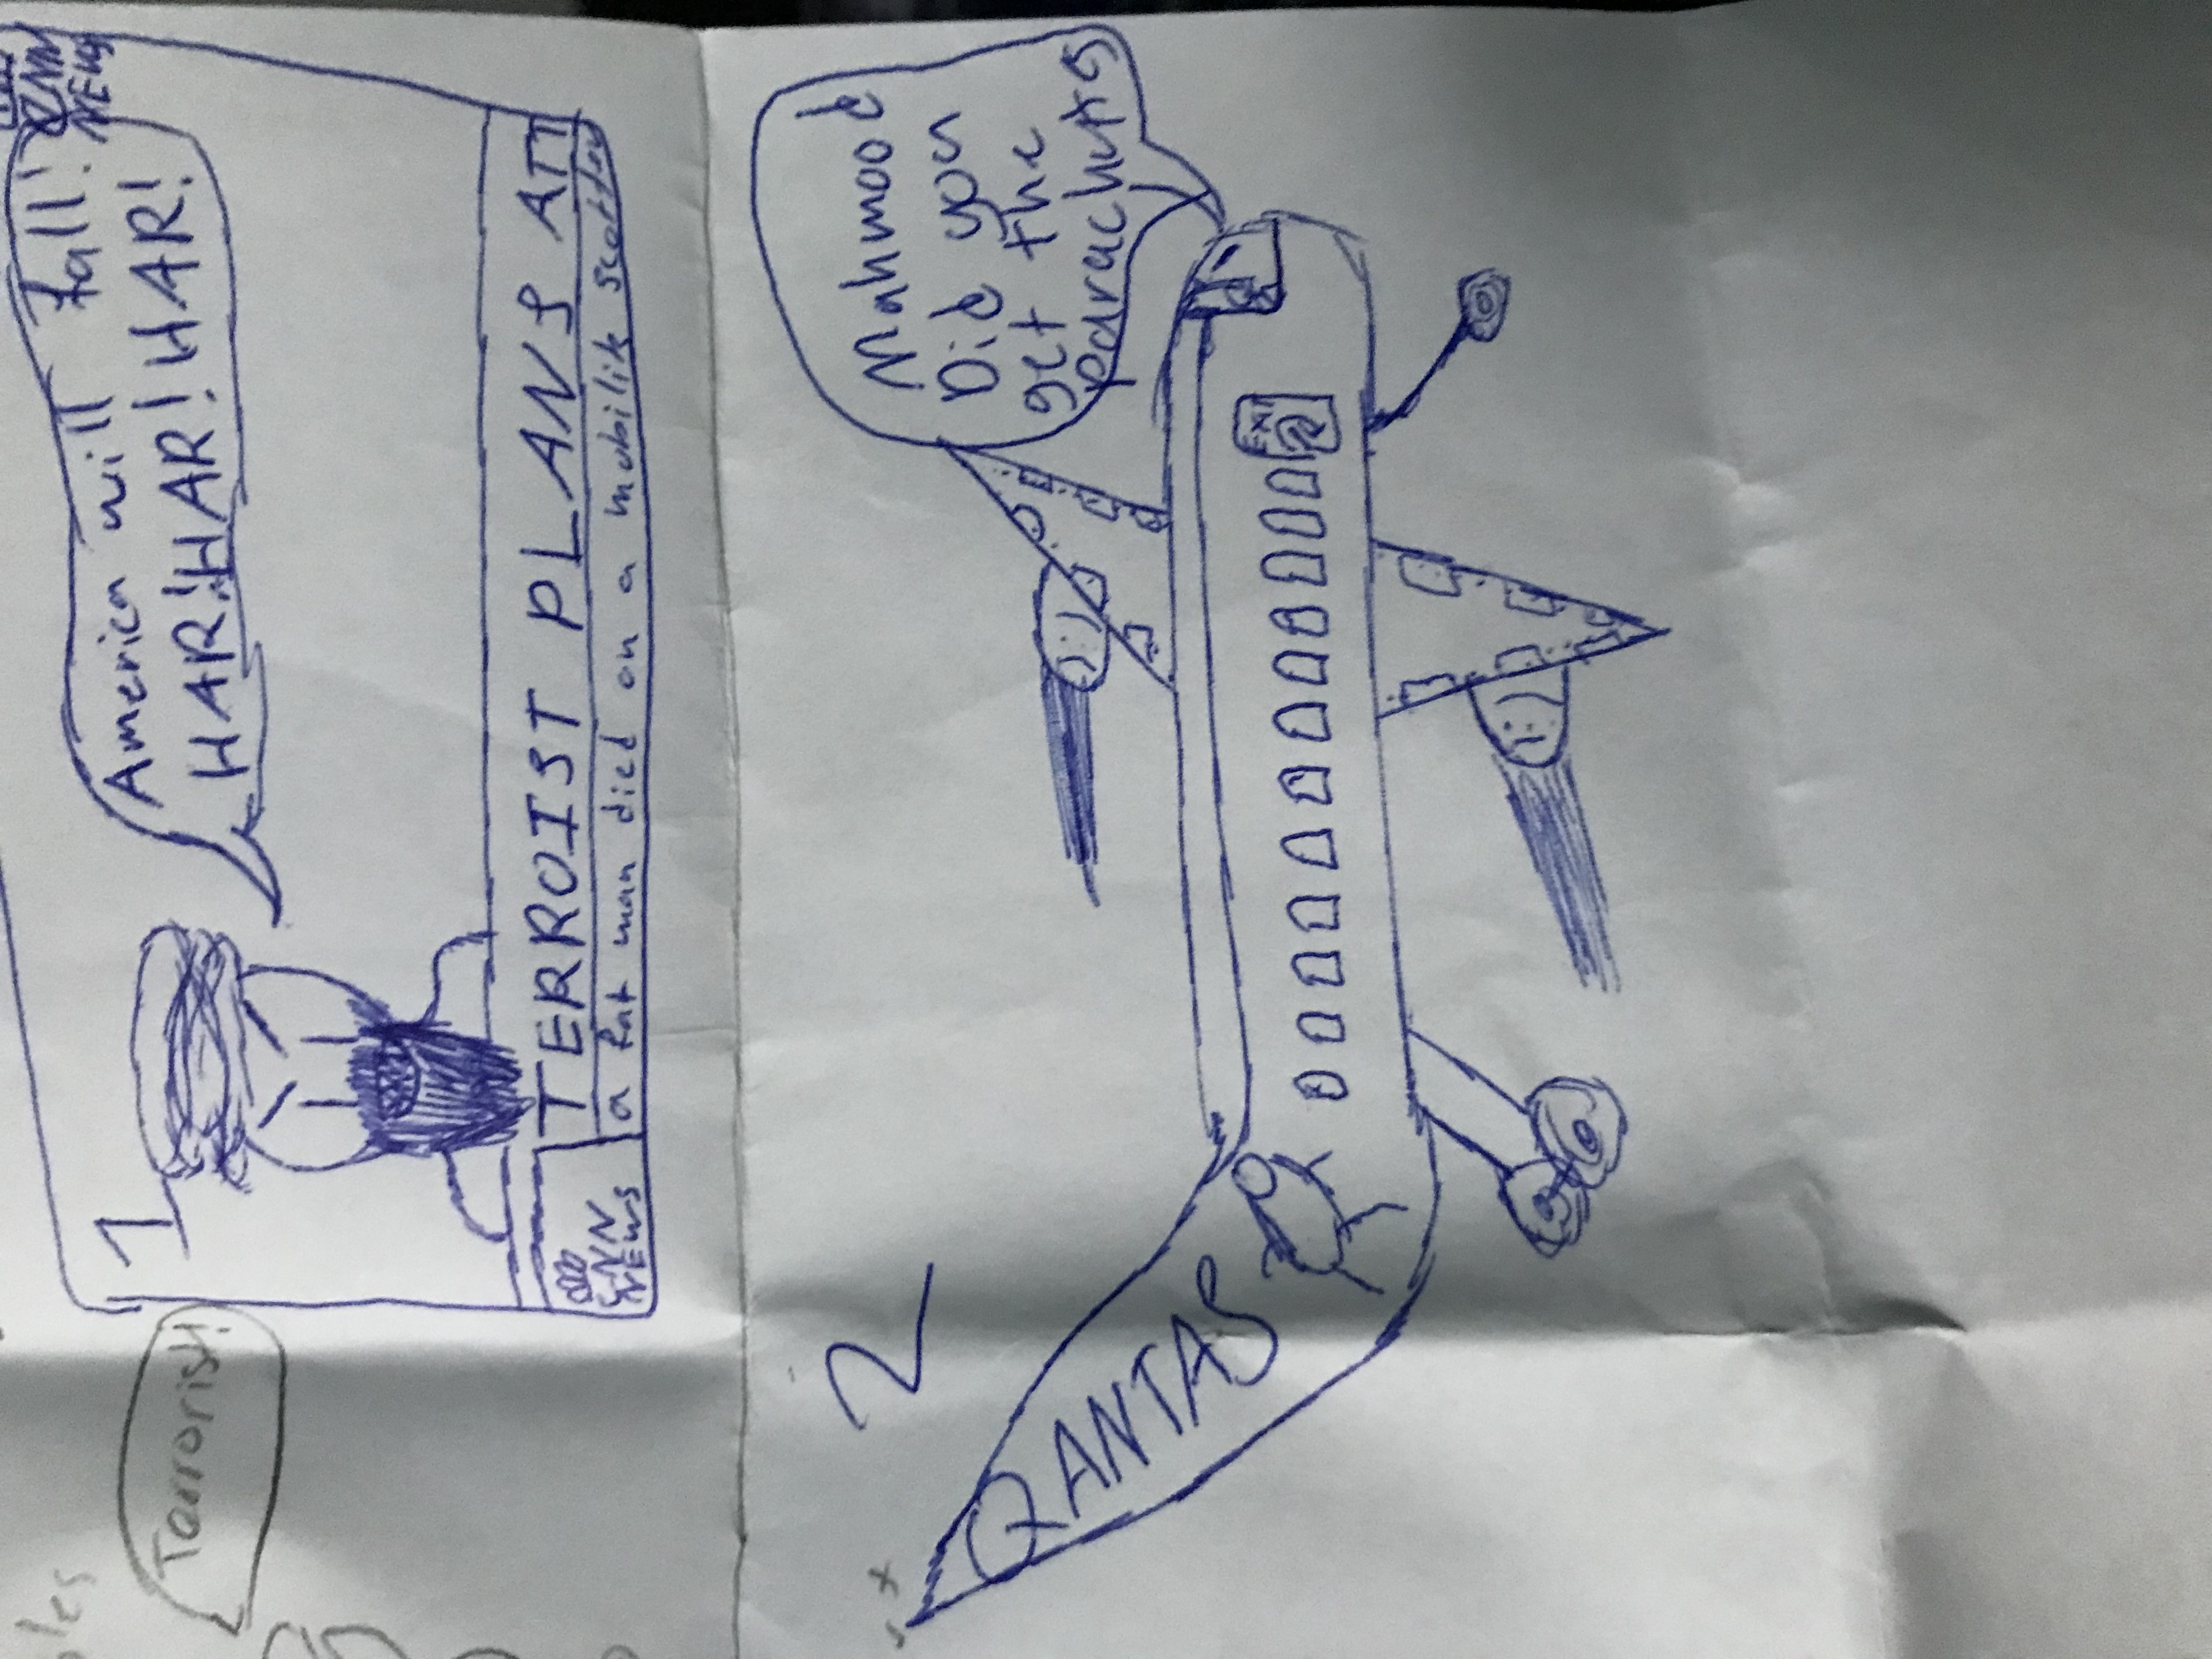 Terrorist!
1
America will fall!
HAR! HAR! HAR!
CNN
NEWS
TERROIST PLANS ATT
CNN
NEWS
a fat man died on a mobilik scotter
2
Mahmood
Did you
get the
parachutes
QANTAS
EXIT